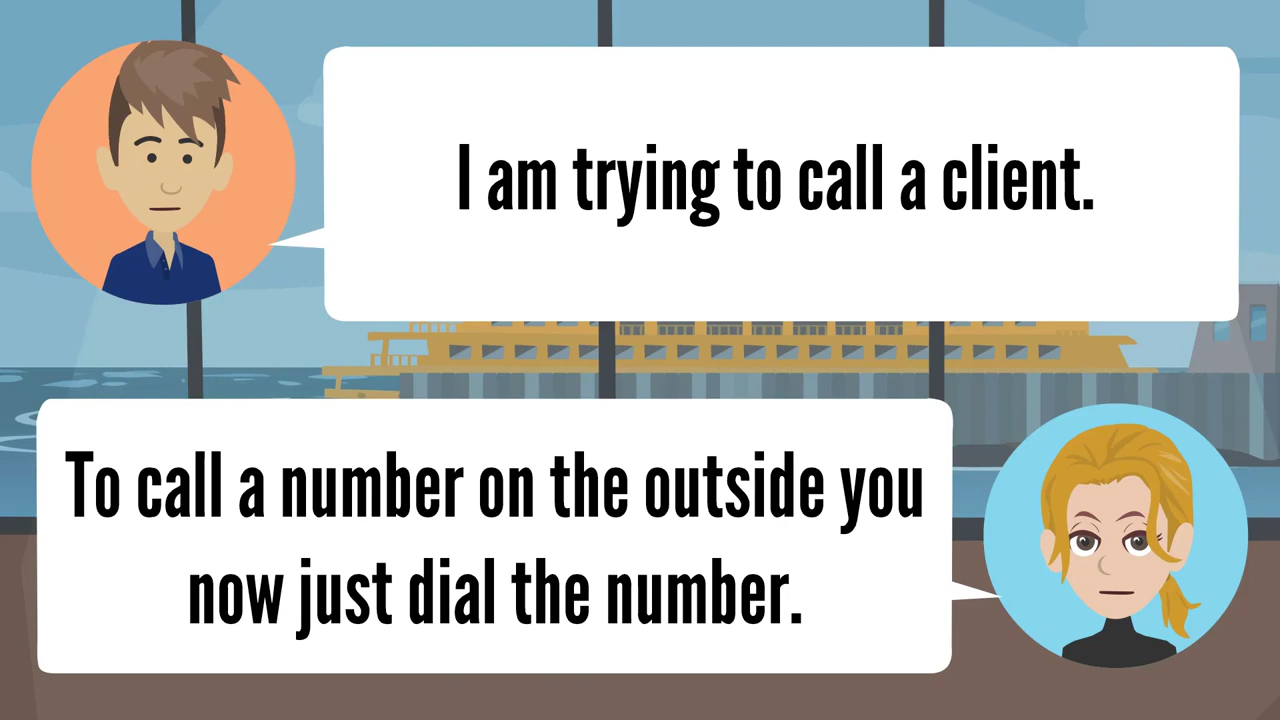 I am trying to call a client.
To call a number on the outside you
now just dial the number.